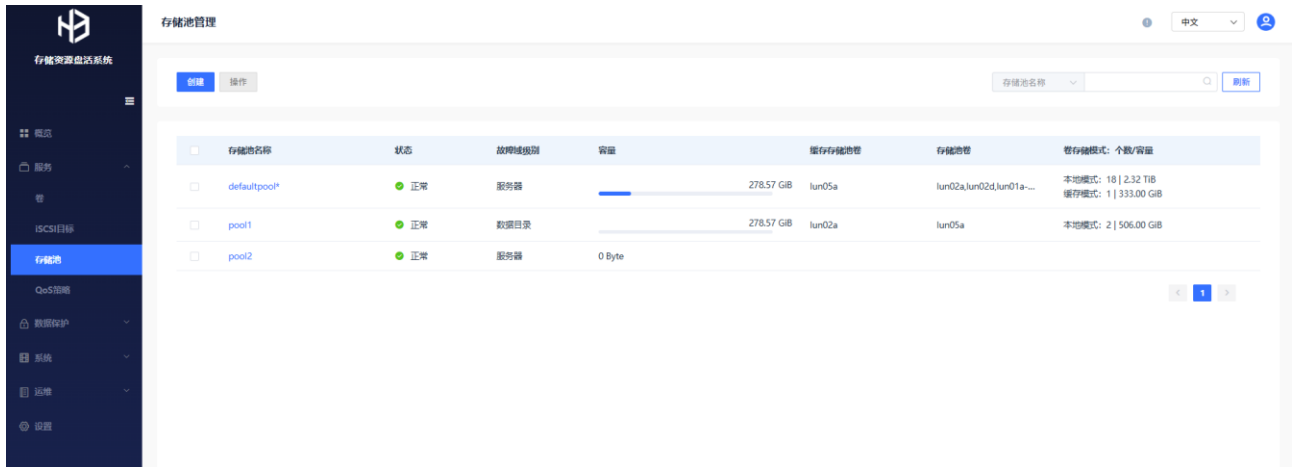 存储池管理
中文
存储资源盘活系统
创建 操作 存储池名称 刷新
概览
服务
卷
iSCSI目标
存储池
QoS策略
数据保护
系统
运维
设置
存储池名称 状态 故障域级别 容量 缓存存储池卷 存储池卷 卷存储模式：个数/容量
defaultpool* 正常 服务器 278.57 GiB lun05a lun02a,lun02d,lun01a-... 本地模式：18 | 2.32 TiB
缓存模式：1 | 333.00 GiB
pool1 正常 数据目录 278.57 GiB lun02a lun05a 本地模式：2 | 506.00 GiB
pool2 正常 服务器 0 Byte
1